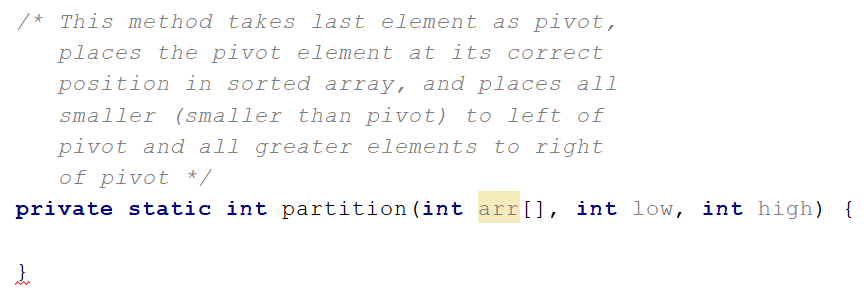 /* This method takes last element as pivot,
places the pivot element at its correct
position in sorted array, and places all
smaller (smaller than pivot) to left of
pivot and all greater elements to right
of pivot */
private static int partition(int arr[], int low, int high) {
}